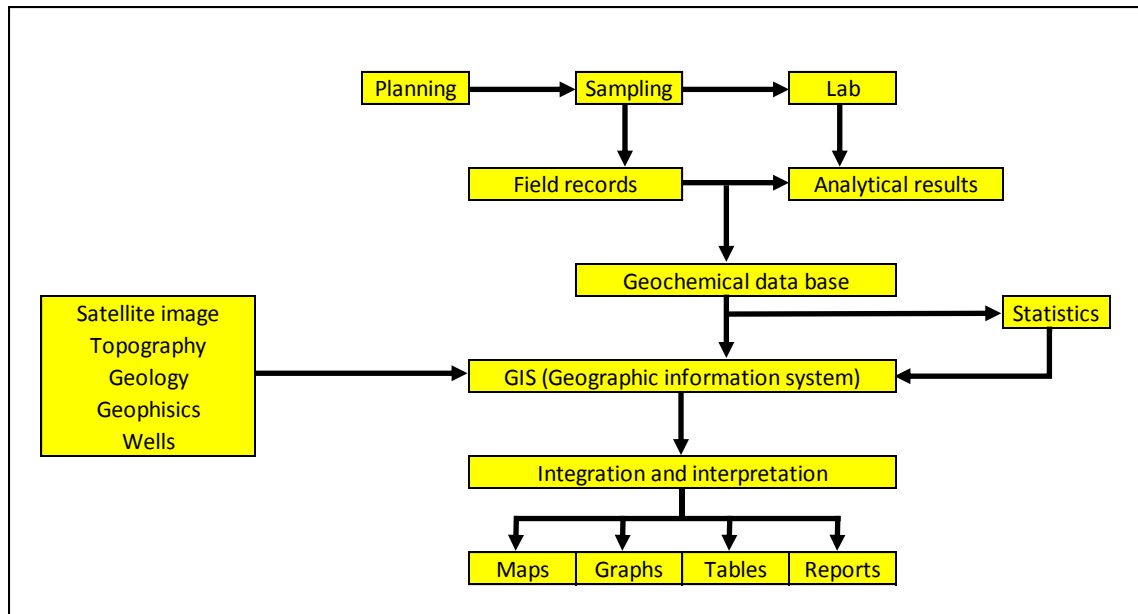 Planning
Sampling
Lab
Field records
Analytical results
Geochemical data base
Satellite image
Topography
Geology
Geophisics
Wells
Statistics
GIS (Geographic information system)
Integration and interpretation
Maps
Graphs
Tables
Reports